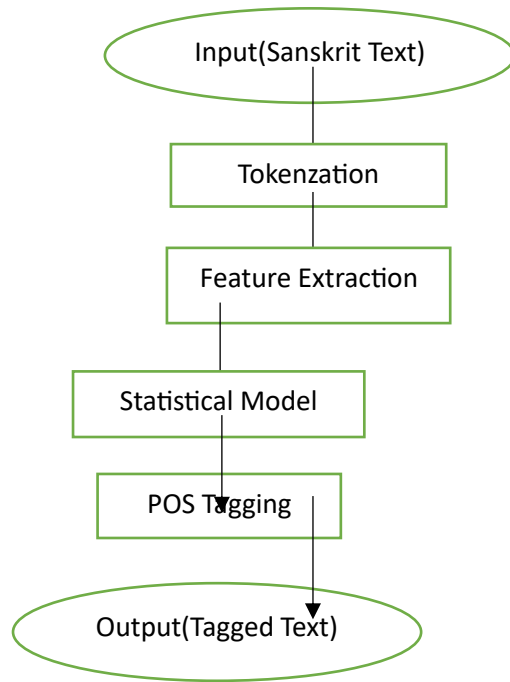 Input(Sanskrit Text)
Tokenzation
Feature Extraction
Statistical Model
POS Tagging
Output(Tagged Text)